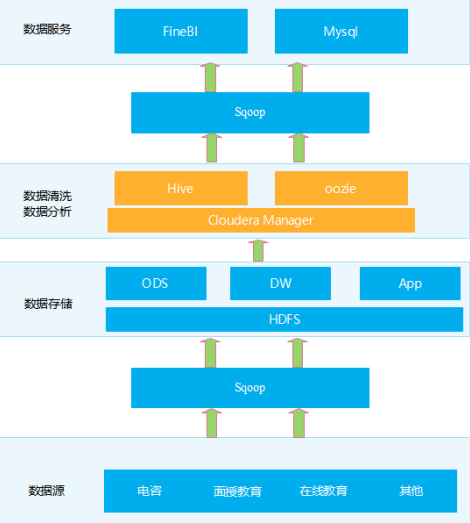 数据服务
FineBI
Mysql
Sqoop
数据清洗
数据分析
Hive
oozie
Cloudera Manager
数据存储
ODS
DW
App
HDFS
Sqoop
数据源
电咨
面授教育
在线教育
其他